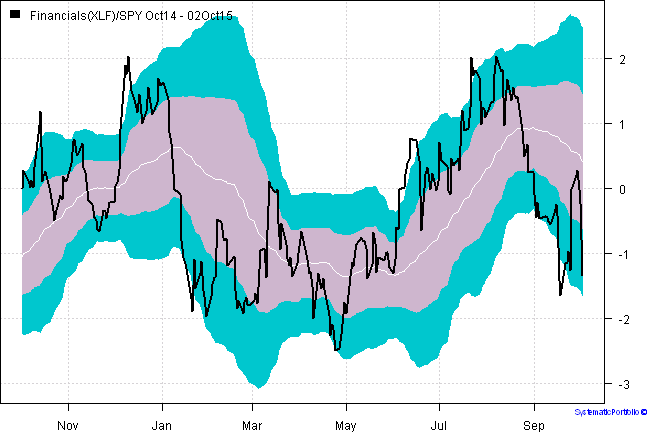 Financials(XLF)/SPY Oct14 - 02Oct15
2
1
0
-1
-2
-3
Nov Jan Mar May Jul Sep
SystematicPortfolio ©